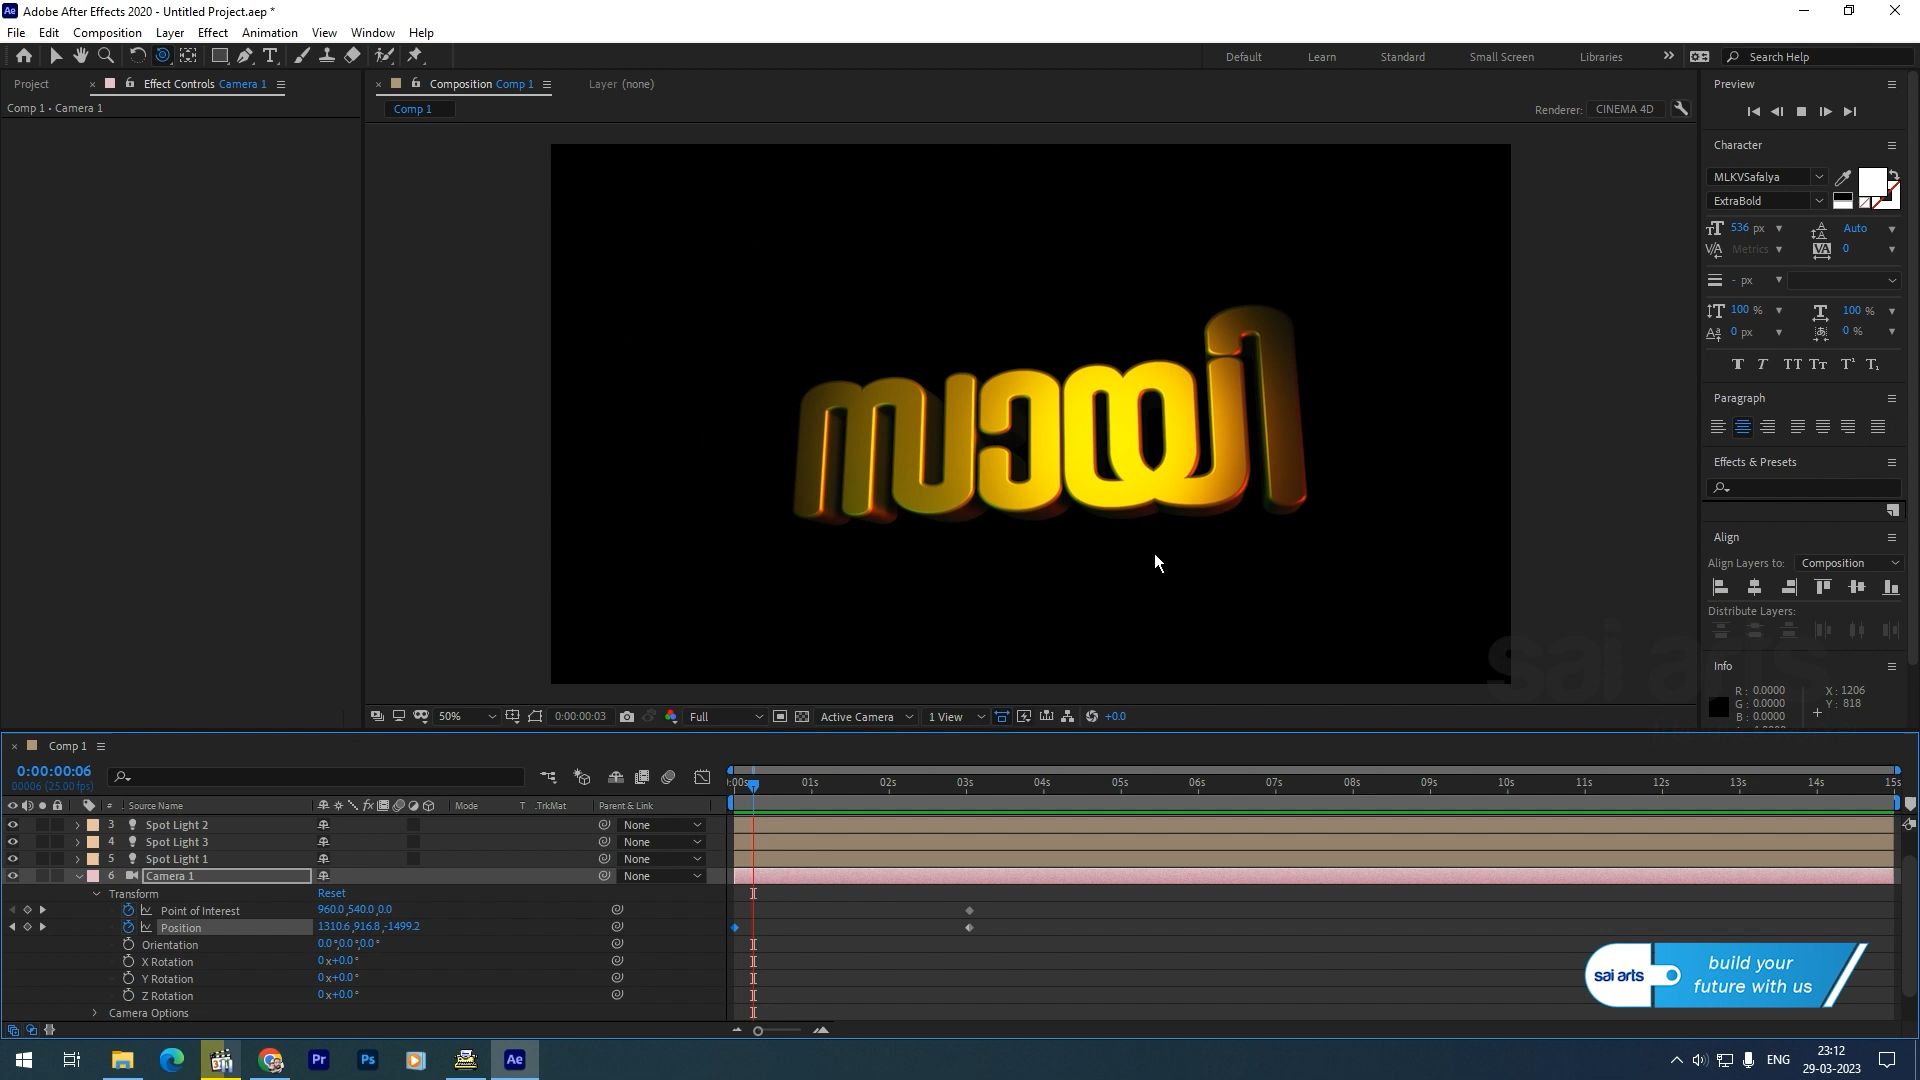 Adobe After Effects 2020 - Untitled Project.aep *
File Edit Composition Layer Effect Animation View Window Help
Default Learn Standard Small Screen Libraries Search Help
Project Effect Controls Camera 1 Composition Comp 1 Layer (none) Preview
Comp 1 • Camera 1 Comp 1 Renderer: CINEMA 4D
Character
MLKVSafalya
ExtraBold
536 px Auto
Metrics 0
- px
100 % 100 %
0 px 0 %
T T TT Tr T¹ T₁
Paragraph
Effects & Presets
Align
Align Layers to: Composition
Distribute Layers:
Info
R: 0.0000 X: 1206
G: 0.0000 Y: 818
B: 0.0000
സായി
sai arts
50% 0:00:00:03 Full Active Camera 1 View +0.0
Comp 1
0:00:00:06
00006 (25.00 fps)
:00s 01s 02s 03s 04s 05s 06s 07s 08s 09s 10s 11s 12s 13s 14s 15s
# Source Name Mode T .TrkMat Parent & Link
3 Spot Light 2 None
4 Spot Light 3 None
5 Spot Light 1 None
6 Camera 1 None
Transform Reset
Point of Interest 960.0,540.0,0.0
Position 1310.6,916.8,-1499.2
Orientation 0.0°,0.0°,0.0°
X Rotation 0x+0.0°
Y Rotation 0x+0.0°
Z Rotation 0x+0.0°
Camera Options
sai arts
build your
future with us
Pr Ps Ae
ENG
23:12
29-03-2023